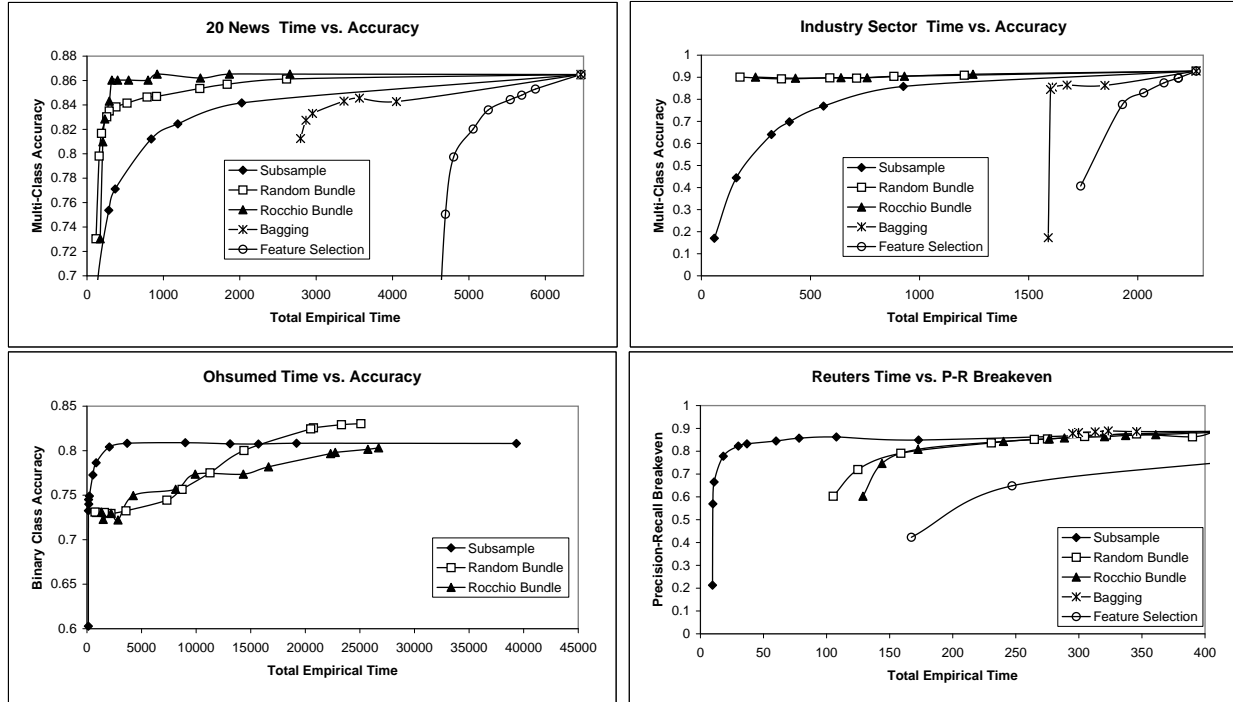 20 News Time vs. Accuracy
Multi-Class Accuracy
0.88
0.86
0.84
0.82
0.8
0.78
0.76
0.74
0.72
0.7
Subsample
Random Bundle
Rocchio Bundle
Bagging
Feature Selection
0 1000 2000 3000 4000 5000 6000
Total Empirical Time
Industry Sector Time vs. Accuracy
Multi-Class Accuracy
1
0.9
0.8
0.7
0.6
0.5
0.4
0.3
0.2
0.1
0
Subsample
Random Bundle
Rocchio Bundle
Bagging
Feature Selection
0 500 1000 1500 2000
Total Empirical Time
Ohsumed Time vs. Accuracy
Binary Class Accuracy
0.85
0.8
0.75
0.7
0.65
0.6
Subsample
Random Bundle
Rocchio Bundle
0 5000 10000 15000 20000 25000 30000 35000 40000 45000
Total Empirical Time
Reuters Time vs. P-R Breakeven
Precision-Recall Breakeven
1
0.9
0.8
0.7
0.6
0.5
0.4
0.3
0.2
0.1
0
Subsample
Random Bundle
Rocchio Bundle
Bagging
Feature Selection
0 50 100 150 200 250 300 350 400
Total Empirical Time